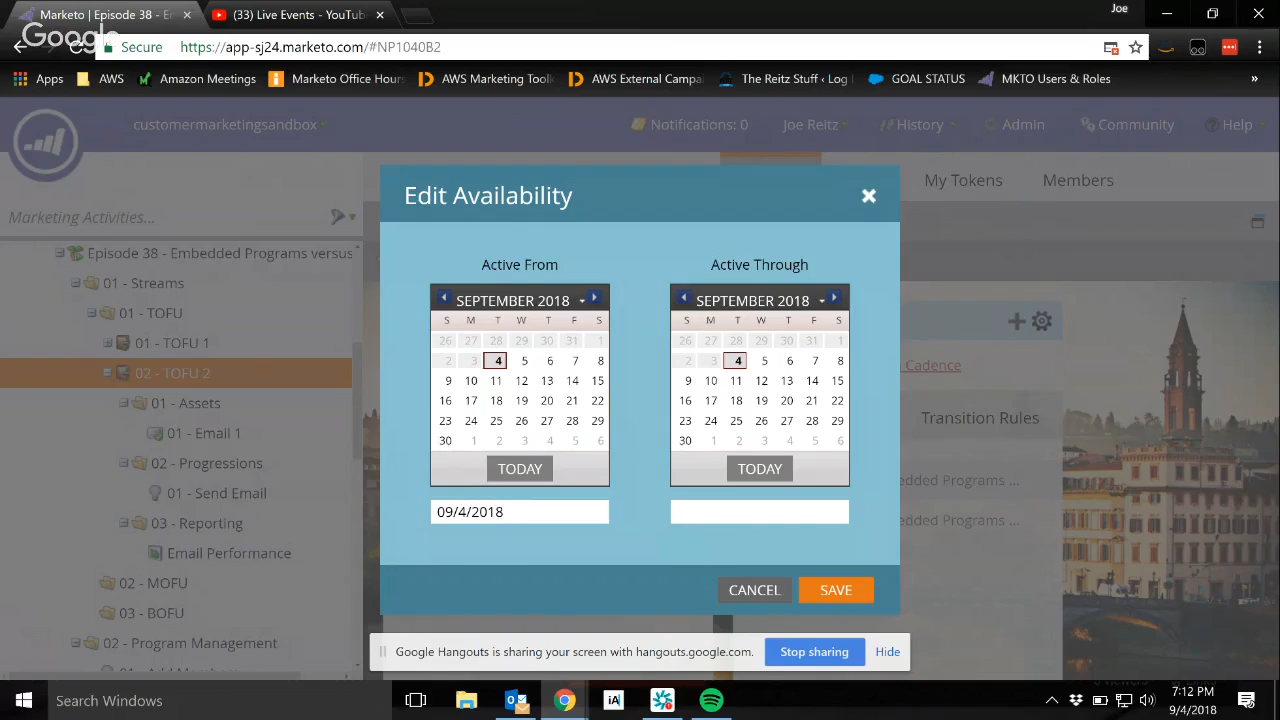 Marketo | Episode 38 - E
(33) Live Events - YouTub
Joe
Google
Secure
https://app-sj24.marketo.com/#NP1040B2
Apps
AWS
Amazon Meetings
Marketo Office Hour
AWS Marketing Toolk
AWS External Campa
The Reitz Stuff ‹ Log
GOAL STATUS
MKTO Users & Roles
»
customermarketingsandbox
Notifications: 0
Joe Reitz
History
Admin
Community
Help
My Tokens
Members
Marketing Activities...
Episode 38 - Embedded Programs versus
01 - Streams
01 - TOFU
01 - TOFU 1
02 - TOFU 2
01 - Assets
01 - Email 1
02 - Progressions
01 - Send Email
03 - Reporting
Email Performance
02 - MOFU
03 - BOFU
02 - Program Management
Edit Availability
Active From
SEPTEMBER 2018
S M T W T F S
26 27 28 29 30 31 1
2 3 4 5 6 7 8
9 10 11 12 13 14 15
16 17 18 19 20 21 22
23 24 25 26 27 28 29
30 1 2 3 4 5 6
TODAY
09/4/2018
Active Through
SEPTEMBER 2018
S M T W T F S
26 27 28 29 30 31 1
2 3 4 5 6 7 8
9 10 11 12 13 14 15
16 17 18 19 20 21 22
23 24 25 26 27 28 29
30 1 2 3 4 5 6
TODAY
CANCEL
SAVE
Cadence
Transition Rules
edded Programs ...
edded Programs ...
Google Hangouts is sharing your screen with hangouts.google.com.
Stop sharing
Hide
Search Windows
iA
7:12 PM
9/4/2018